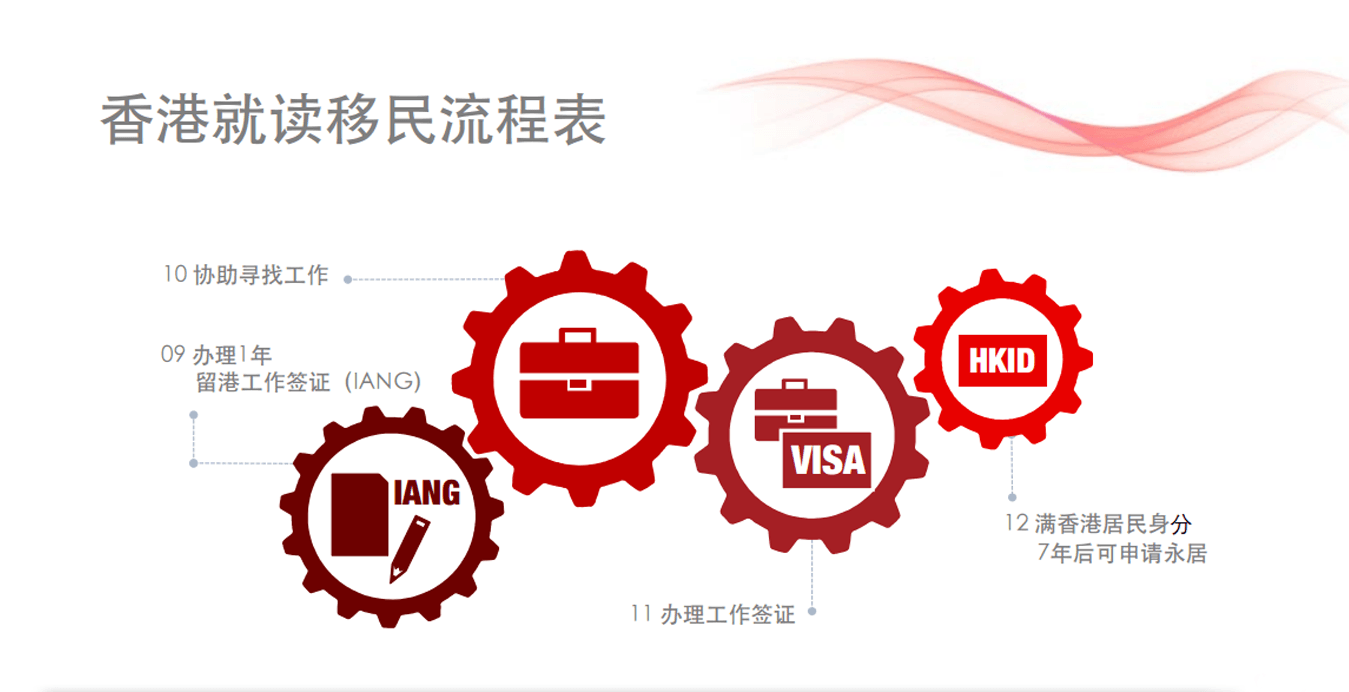 香港就读移民流程表
10 协助寻找工作
09 办理1年
留港工作签证（IANG）
IANG
VISA
HKID
12 满香港居民身分
7年后可申请永居
11 办理工作签证